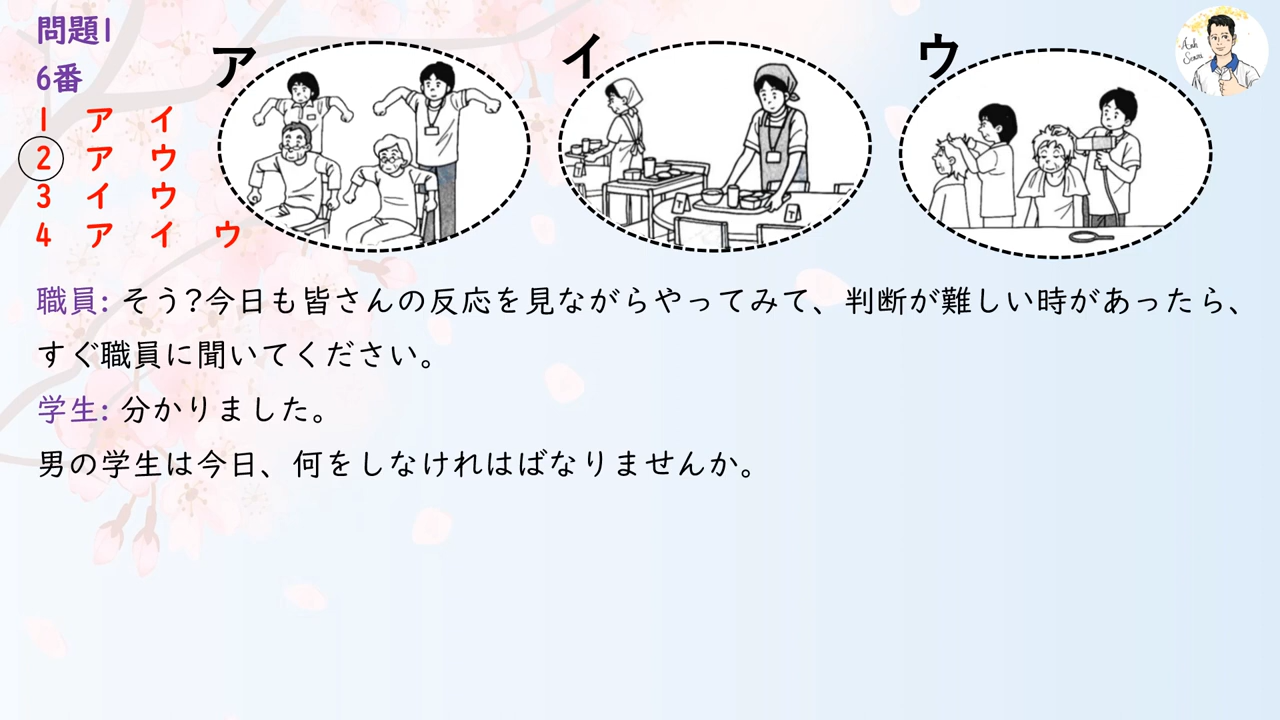 問題1
6番
1 ア イ
2 ア ウ
3 イ ウ
4 ア イ ウ
ア
イ
ウ
Anh
Sensei
職員: そう?今日も皆さんの反応を見ながらやってみて、判断が難しい時があったら、
すぐ職員に聞いてください。
学生: 分かりました。
男の学生は今日、何をしなければばなりませんか。